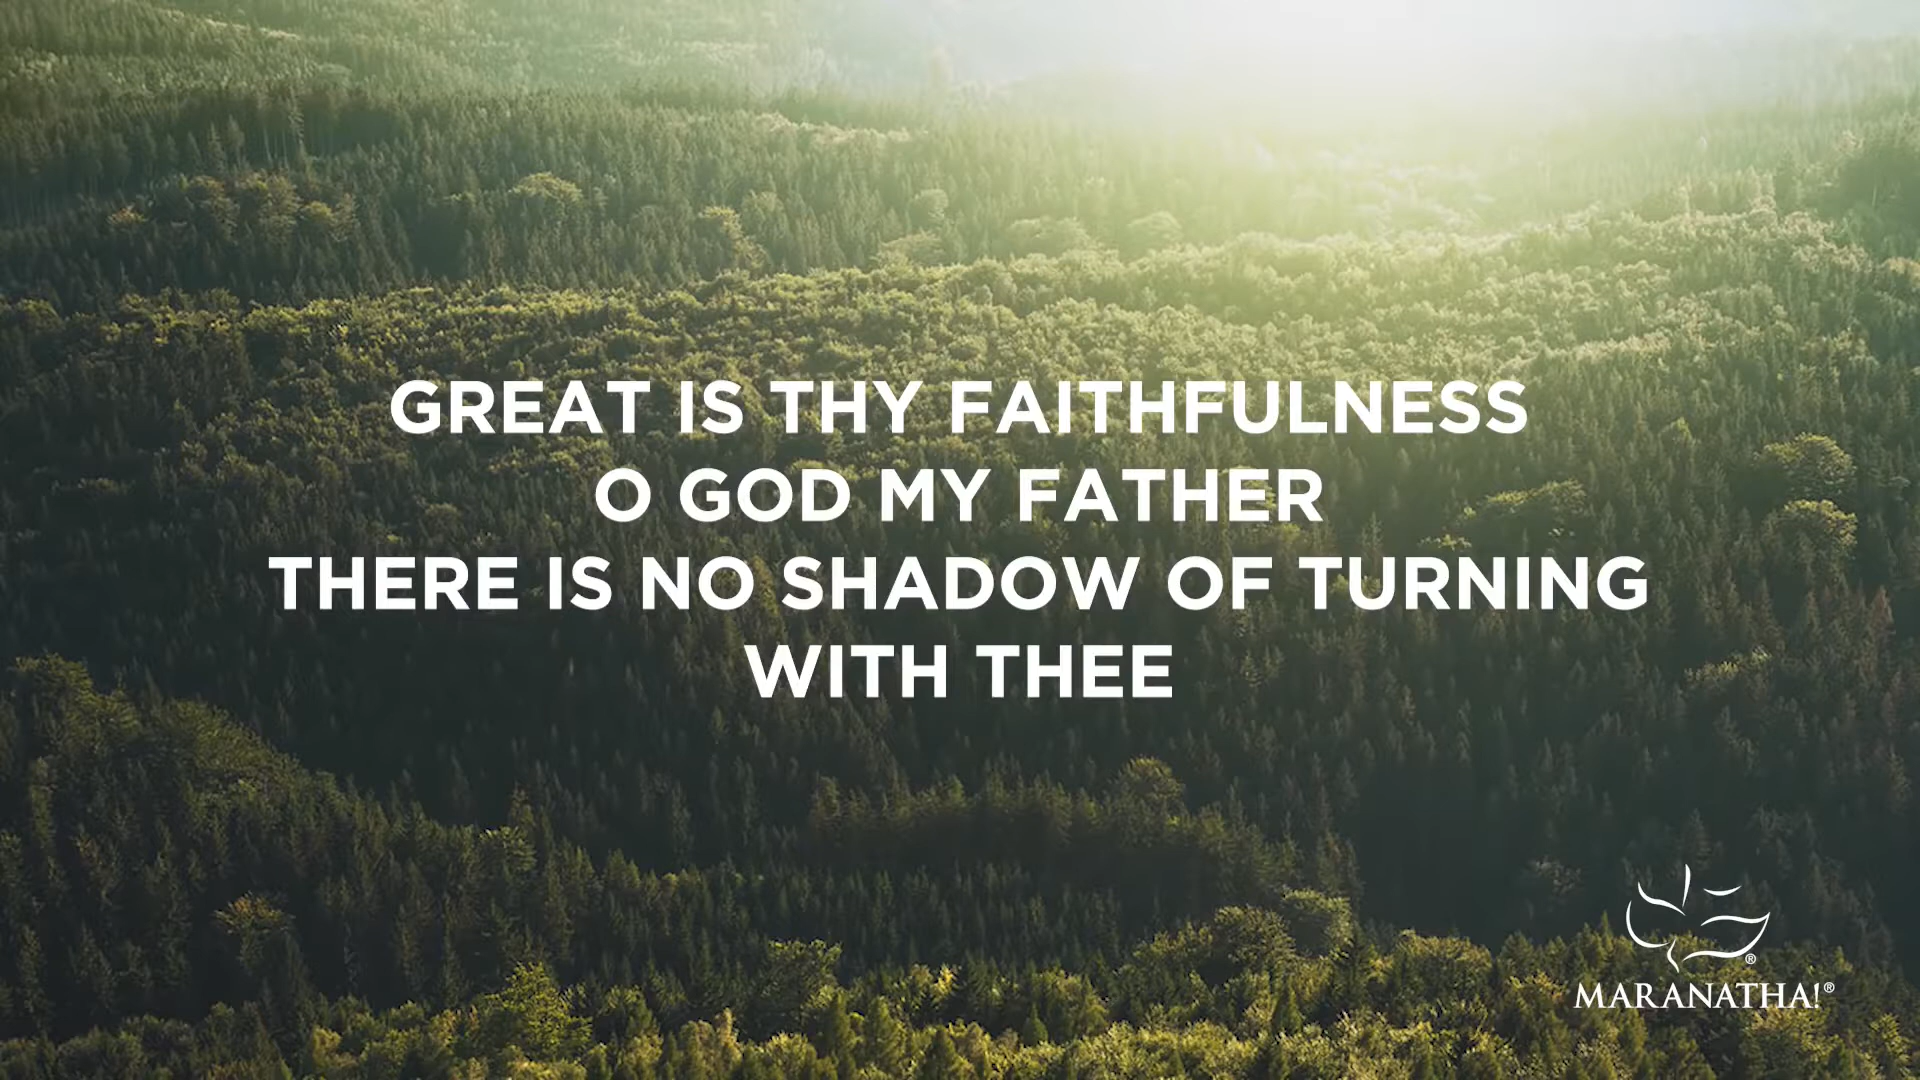 GREAT IS THY FAITHFULNESS
O GOD MY FATHER
THERE IS NO SHADOW OF TURNING
WITH THEE
®
MARANATHA!®